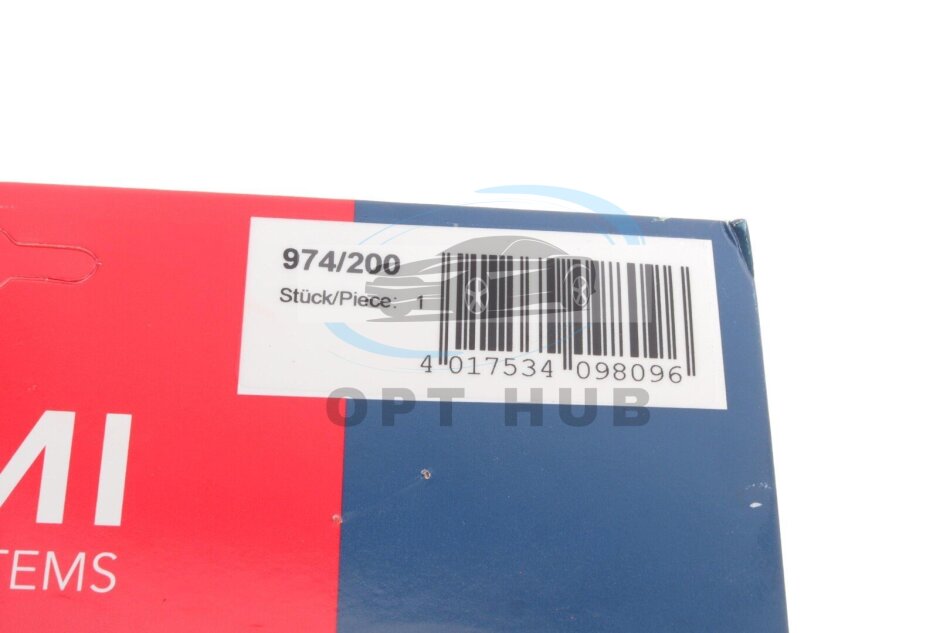 974/200
Stück/Piece: 1
4 017534 098096
OPT HUB
MI
TEMS